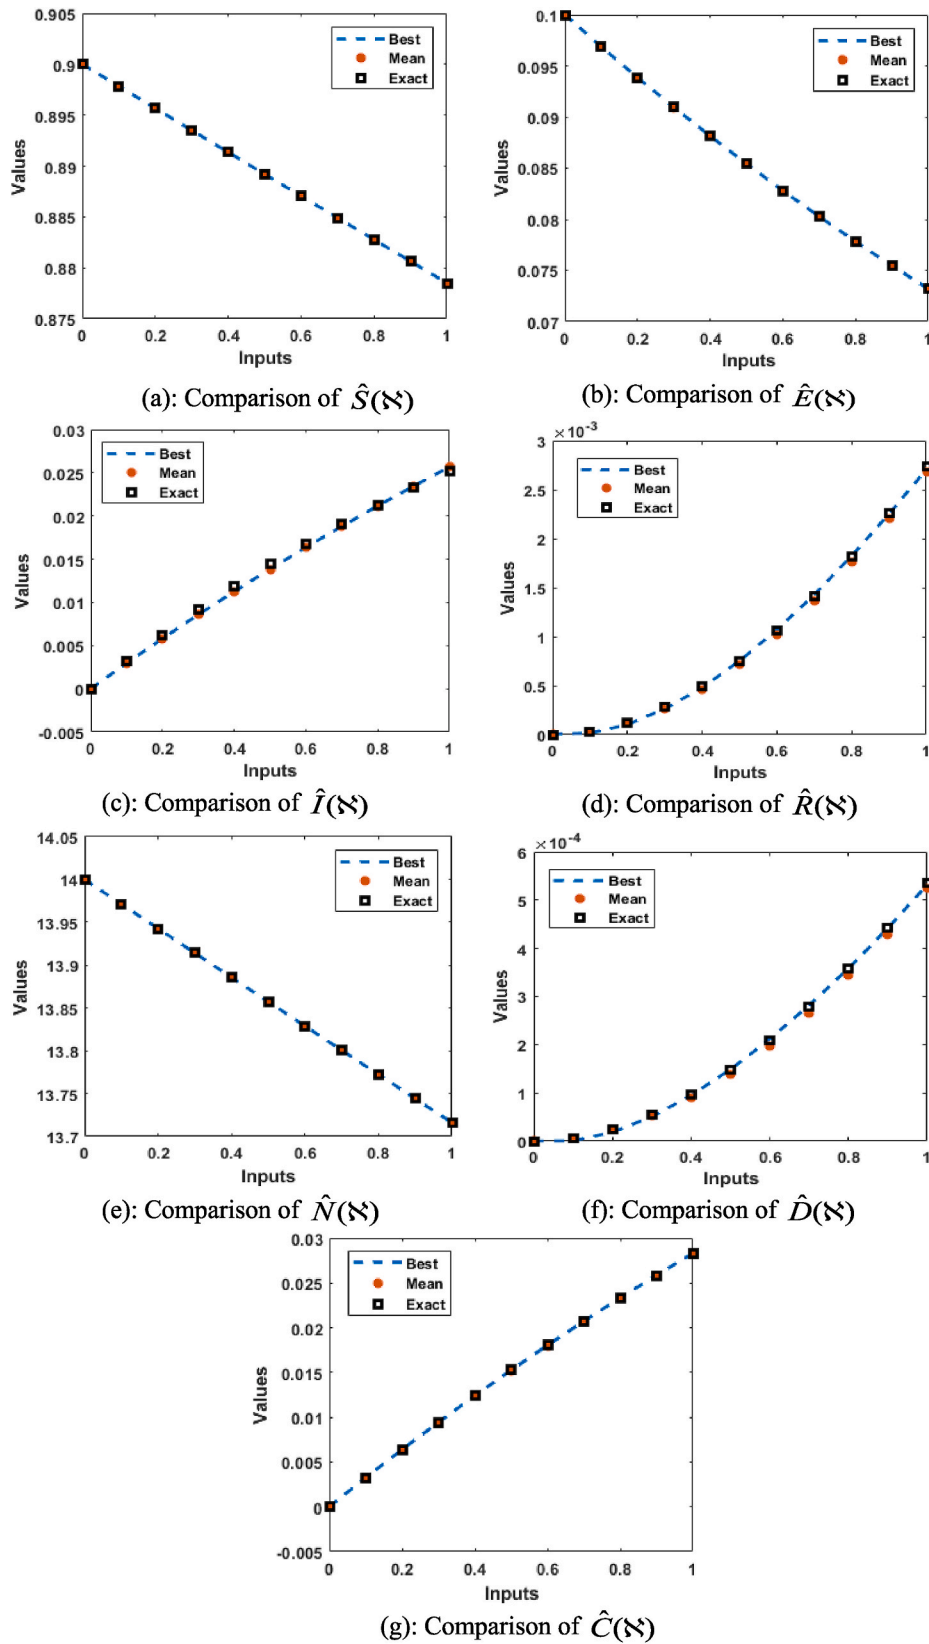 0.905
0.9
0.895
0.89
0.885
0.88
0.875
Values
Best
Mean
Exact
0 0.2 0.4 0.6 0.8 1
Inputs
(a): Comparison of Ŝ(ℵ)
0.1
0.095
0.09
0.085
0.08
0.075
0.07
Values
Best
Mean
Exact
0 0.2 0.4 0.6 0.8 1
Inputs
(b): Comparison of Ê(ℵ)
0.03
0.025
0.02
0.015
0.01
0.005
0
-0.005
Values
Best
Mean
Exact
0 0.2 0.4 0.6 0.8 1
Inputs
(c): Comparison of Î(ℵ)
×10⁻³
3
2.5
2
1.5
1
0.5
0
Values
Best
Mean
Exact
0 0.2 0.4 0.6 0.8 1
Inputs
(d): Comparison of R̂(ℵ)
14.05
14
13.95
13.9
13.85
13.8
13.75
13.7
Values
Best
Mean
Exact
0 0.2 0.4 0.6 0.8 1
Inputs
(e): Comparison of N̂(ℵ)
×10⁻⁴
6
5
4
3
2
1
0
Values
Best
Mean
Exact
0 0.2 0.4 0.6 0.8 1
Inputs
(f): Comparison of D̂(ℵ)
0.03
0.025
0.02
0.015
0.01
0.005
0
-0.005
Values
Best
Mean
Exact
0 0.2 0.4 0.6 0.8 1
Inputs
(g): Comparison of Ĉ(ℵ)